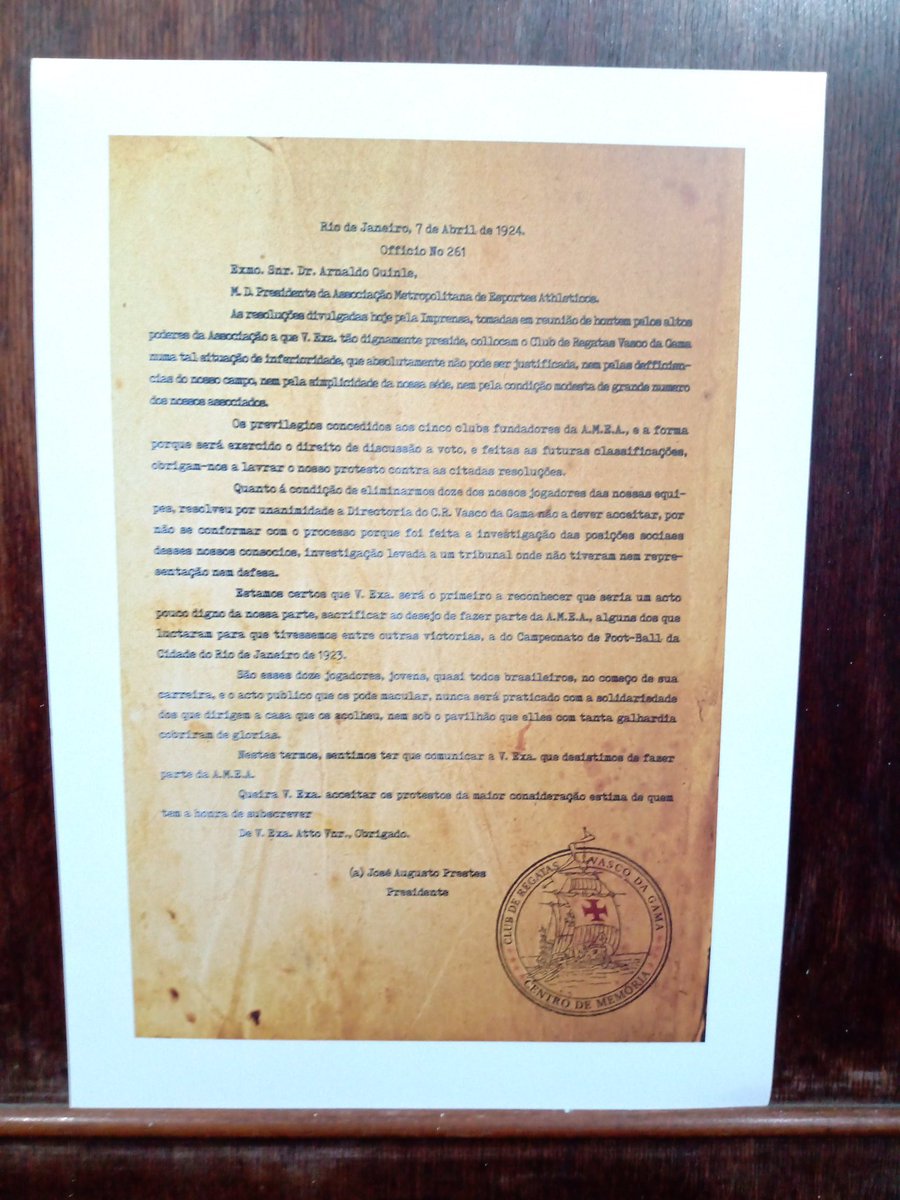 Rio de Janeiro, 7 de Abril de 1924.
Officio No 261
Exmo. Snr. Dr. Arnaldo Guinle,
M. D. Presidente da Associação Metropolitana de Esportes Athleticos.
As resoluções divulgadas hoje pela Imprensa, tomadas em reunião de hontem pelos altos
poderes da Associação a que V. Exa. tão dignamente preside, collocam o Club de Regatas Vasco da Gama
numa tal situação de inferioridade, que absolutamente não pode ser justificada, nem pelas defficien-
cias do nosso campo, nem pela simplicidade da nossa séde, nem pela condição modesta de grande numero
dos nossos associados.
Os previlegios concedidos aos cinco clubs fundadores da A.M.E.A., e a forma
porque será exercido o direito de discussão a voto, e feitas as futuras classificações,
obrigam-nos a lavrar o nosso protesto contra as citadas resoluções.
Quanto á condição de eliminarmos doze dos nossos jogadores das nossas equi-
pes, resolveu por unanimidade a Directoria do C.R. Vasco da Gama não a dever acceitar, por
não se conformar com o processo porque foi feita a investigação das posições sociaes
desses nossos consocios, investigação levada a um tribunal onde não tiveram nem repre-
sentação nem defesa.
Estamos certos que V. Exa. será o primeiro a reconhecer que seria um acto
pouco digno da nossa parte, sacrificar ao desejo de fazer parte da A.M.E.A., alguns dos que
luctaram para que tivessemos entre outras victorias, a do Campeonato de Foot-Ball da
Cidade do Rio de Janeiro de 1923.
São esses doze jogadores, jovens, quasi todos brasileiros, no começo de sua
carreira, e o acto publico que os pode macular, nunca será praticado com a solidariedade
dos que dirigem a casa que os acolheu, nem sob o pavilhão que elles com tanta galhardia
cobriram de glorias.
Nestes termos, sentimos ter que comunicar a V. Exa. que desistimos de fazer
parte da A.M.E.A.
Queira V. Exa. acceitar os protestos da maior consideração estima de quem
tem a honra de subscrever
De V. Exa. Atto Vnr., Obrigado.
(a) José Augusto Prestes
Presidente
CLUB DE REGATAS VASCO DA GAMA
CENTRO DE MEMÓRIA